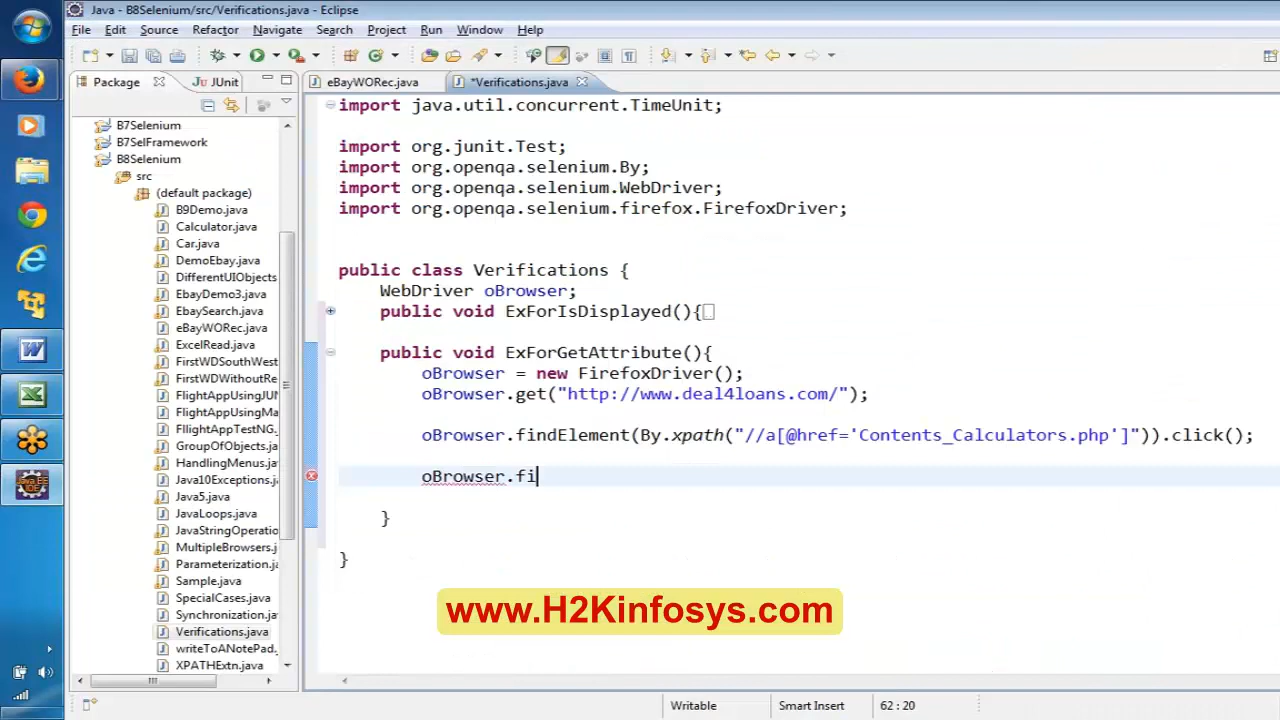 Java - B8Selenium/src/Verifications.java - Eclipse
File Edit Source Refactor Navigate Search Project Run Window Help
Package JUnit
eBayWORec.java
*Verifications.java
B7Selenium
B7SelFramework
B8Selenium
src
(default package)
B9Demo.java
Calculator.java
Car.java
DemoEbay.java
DifferentUIObjects
EbayDemo3.java
EbaySearch.java
eBayWORec.java
ExcelRead.java
FirstWDSouthWest
FirstWDWithoutRe
FlightAppUsingJUN
FlightAppUsingMa
FlIightAppTestNG.
GroupOfObjects.ja
HandlingMenus.jav
Java10Exceptions.j
Java5.java
JavaLoops.java
JavaStringOperatio
MultipleBrowsers.j
Parameterization.ja
Sample.java
SpecialCases.java
Synchronization.jav
Verifications.java
writeToANotePad.
XPATHExtn.java
import java.util.concurrent.TimeUnit;
import org.junit.Test;
import org.openqa.selenium.By;
import org.openqa.selenium.WebDriver;
import org.openqa.selenium.firefox.FirefoxDriver;
public class Verifications {
WebDriver oBrowser;
public void ExForIsDisplayed(){
public void ExForGetAttribute(){
oBrowser = new FirefoxDriver();
oBrowser.get("http://www.deal4loans.com/");
oBrowser.findElement(By.xpath("//a[@href='Contents_Calculators.php']")).click();
oBrowser.fi
}
}
www.H2Kinfosys.com
Writable Smart Insert 62 : 20